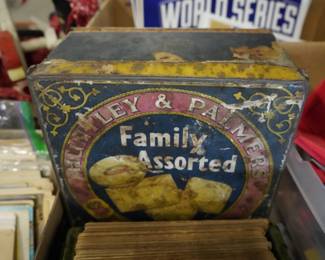 WORLD SERIES
HUNTLEY & PALMERS
Family
Assorted